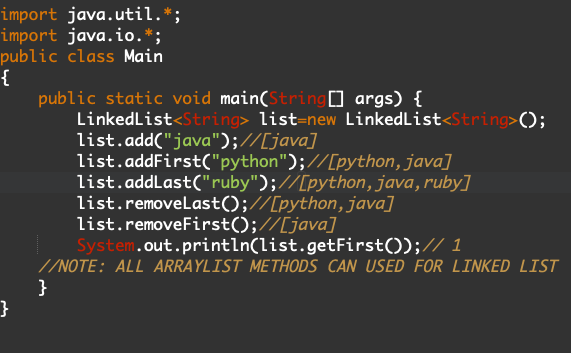 import java.util.*;
import java.io.*;
public class Main
{
public static void main(String[] args) {
LinkedList<String> list=new LinkedList<String>();
list.add("java");//[java]
list.addFirst("python");//[python,java]
list.addLast("ruby");//[python,java,ruby]
list.removeLast();//[python,java]
list.removeFirst();//[java]
System.out.println(list.getFirst());// 1
//NOTE: ALL ARRAYLIST METHODS CAN USED FOR LINKED LIST
}
}